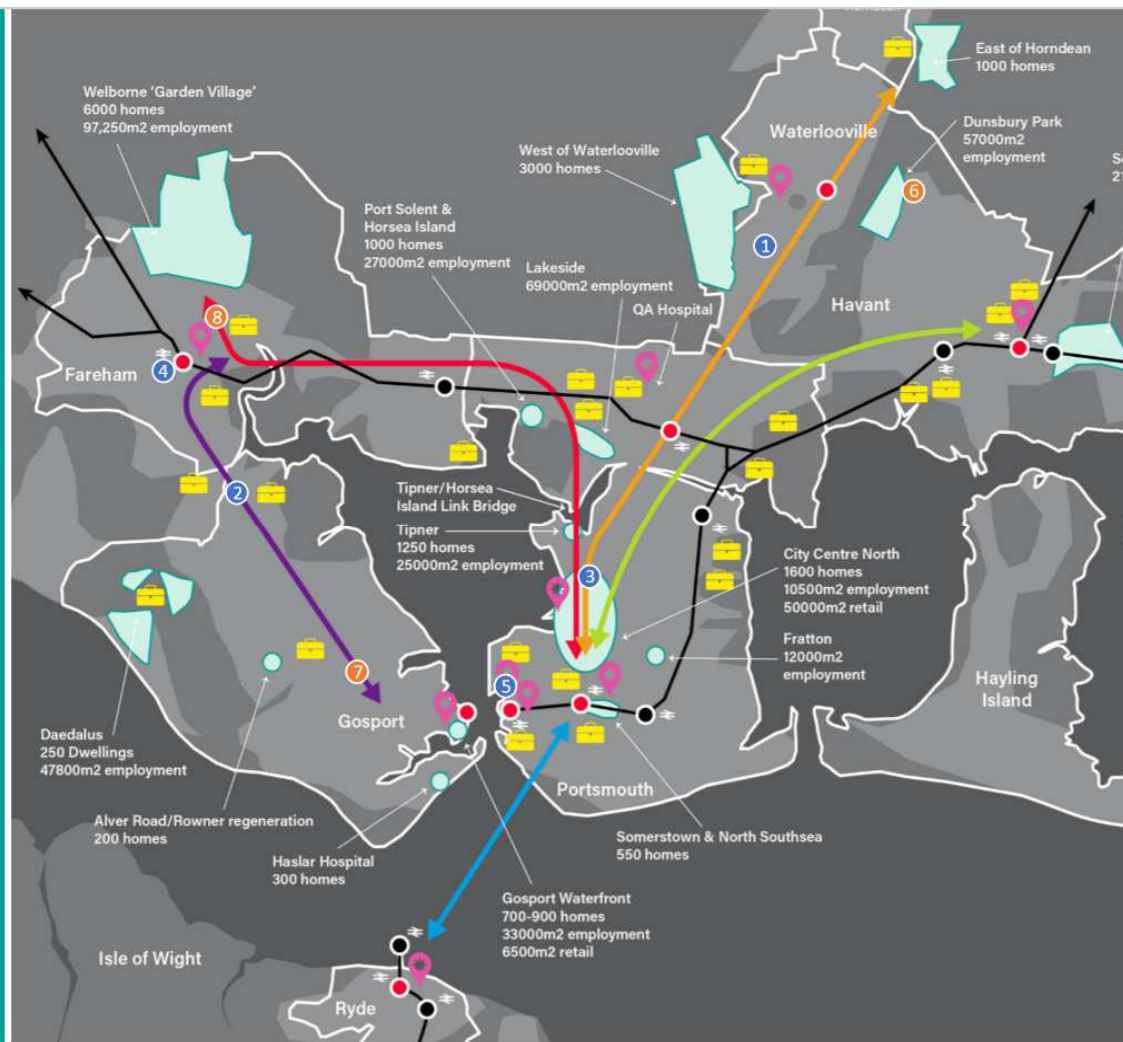 East of Horndean
1000 homes
Welborne 'Garden Village'
6000 homes
97,250m2 employment
Waterlooville
Dunsbury Park
57000m2
employment
West of Waterlooville
3000 homes
6
Port Solent &
Horsea Island
1000 homes
27000m2 employment
1
Lakeside
69000m2 employment
QA Hospital
Havant
8
4
Fareham
2
Tipner/Horsea
Island Link Bridge
Tipner
1250 homes
25000m2 employment
3
City Centre North
1600 homes
10500m2 employment
50000m2 retail
Fratton
12000m2
employment
Hayling
Island
7
5
Gosport
Daedalus
250 Dwellings
47800m2 employment
Portsmouth
Alver Road/Rowner regeneration
200 homes
Somerstown & North Southsea
550 homes
Haslar Hospital
300 homes
Gosport Waterfront
700-900 homes
33000m2 employment
6500m2 retail
Isle of Wight
Ryde